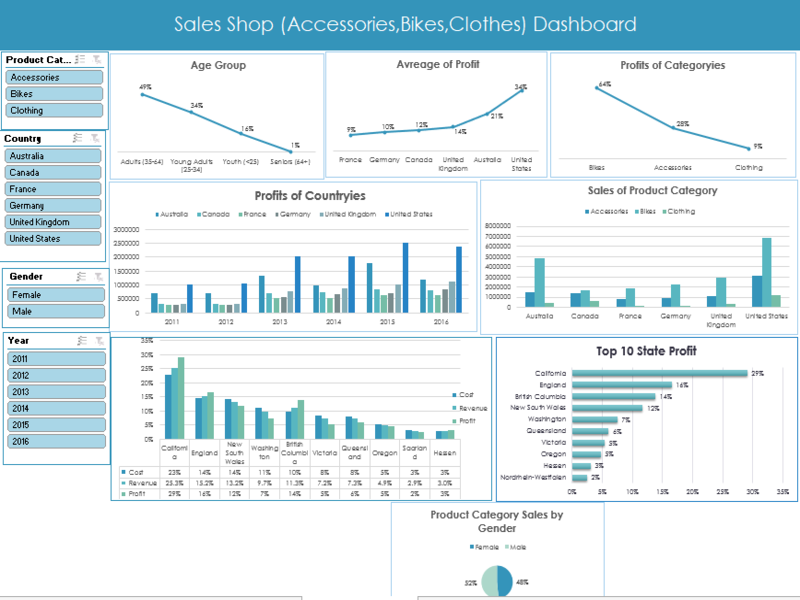 Sales Shop (Accessories,Bikes,Clothes) Dashboard
Product Cat...
Accessories
Bikes
Clothing
Country
Australia
Canada
France
Germany
United Kingdom
United States
Gender
Female
Male
Year
2011
2012
2013
2014
2015
2016
Age Group
49%
34%
16%
1%
Adults (35-64) Young Adults (25-34) Youth (<25) Seniors (64+)
Avreage of Profit
9% 10% 12% 14% 21% 34%
France Germany Canada United Kingdom Australia United States
Profits of Categoryies
64%
28%
9%
Bikes Accessories Clothing
Profits of Countryies
Australia Canada France Germany United Kingdom United States
3000000
2500000
2000000
1500000
1000000
500000
0
2011 2012 2013 2014 2015 2016
Sales of Product Category
Accessories Bikes Clothing
8000000
7000000
6000000
5000000
4000000
3000000
2000000
1000000
0
Australia Canada France Germany United Kingdom United States
35%
30%
25%
20%
15%
10%
5%
0%
Cost
Revenue
Profit
California England New South Wales Washington British Columbia Victoria Queensland Oregon Saarland Hessen
Cost 23% 14% 14% 11% 10% 8% 8% 5% 3% 3%
Revenue 25.3% 15.2% 13.2% 9.7% 11.3% 7.2% 7.3% 4.9% 2.9% 3.0%
Profit 29% 16% 12% 7% 14% 5% 6% 5% 2% 3%
Top 10 State Profit
California 29%
England 16%
British Columbia 14%
New South Wales 12%
Washington 7%
Queensland 6%
Victoria 5%
Oregon 5%
Hessen 3%
Nordrhein-Westfalen 2%
0% 5% 10% 15% 20% 25% 30% 35%
Product Category Sales by
Gender
Female Male
52% 48%